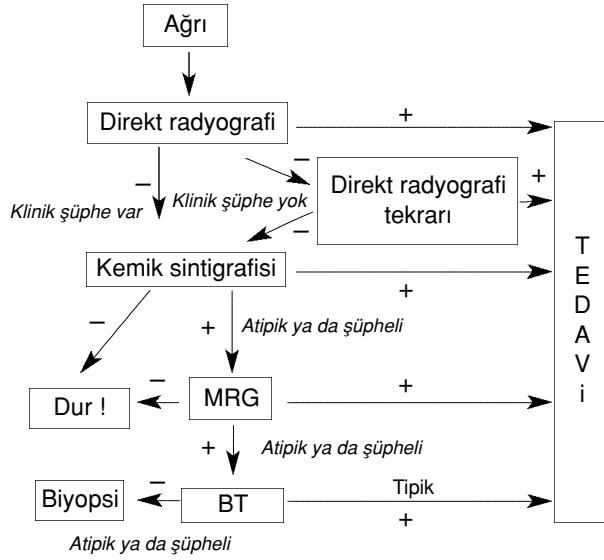 Ağrı
Direkt radyografi
+
−
−
Klinik şüphe var
Klinik şüphe yok
Direkt radyografi
tekrarı
+
−
Kemik sintigrafisi
+
−
+
Atipik ya da şüpheli
Dur !
−
MRG
+
+
Atipik ya da şüpheli
Biyopsi
−
BT
Tipik
+
Atipik ya da şüpheli
T
E
D
A
V
i